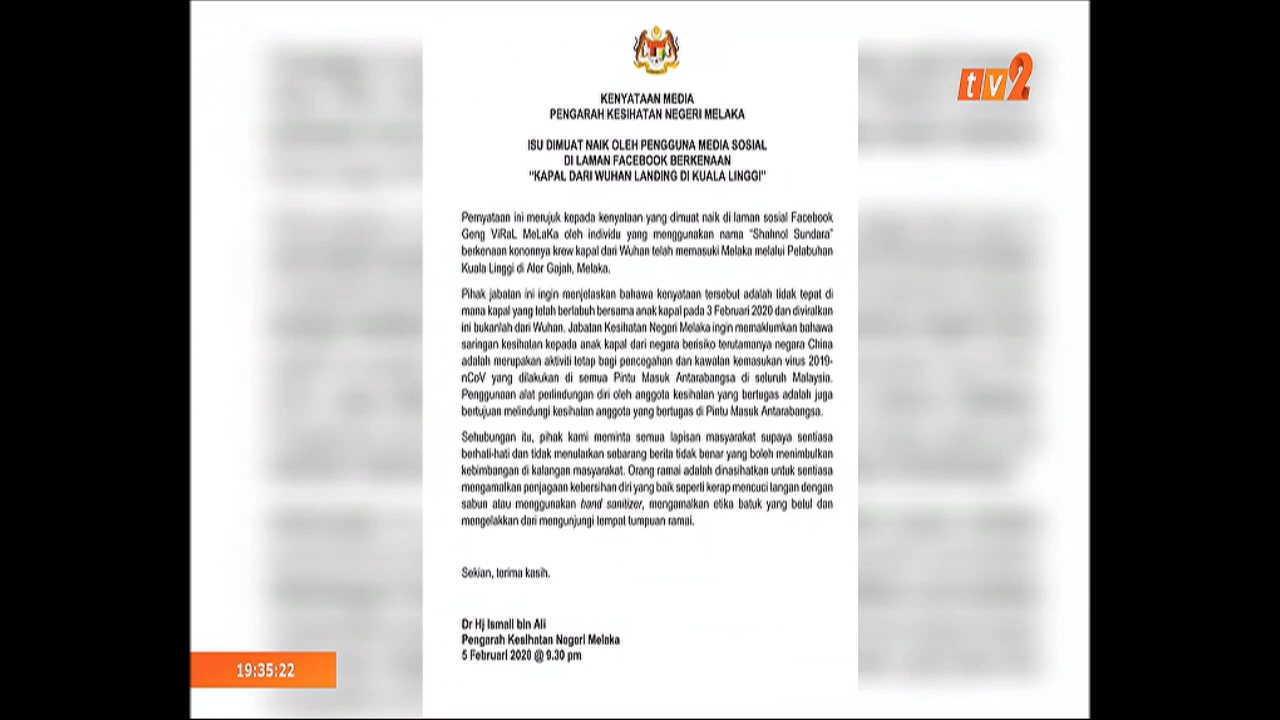 tv2
KENYATAAN MEDIA
PENGARAH KESIHATAN NEGERI MELAKA
ISU DIMUAT NAIK OLEH PENGGUNA MEDIA SOSIAL
DI LAMAN FACEBOOK BERKENAAN
"KAPAL DARI WUHAN LANDING DI KUALA LINGGI"
Pernyataan ini merujuk kepada kenyataan yang dimuat naik di laman sosial Facebook
Geng ViRaL MeLaKa oleh individu yang menggunakan nama "Shahnol Sundara"
berkenaan kononnya krew kapal dari Wuhan telah memasuki Melaka melalui Pelabuhan
Kuala Linggi di Alor Gajah, Melaka.
Pihak jabatan ini ingin menjelaskan bahawa kenyataan tersebut adalah tidak tepat di
mana kapal yang telah berlabuh bersama anak kapal pada 3 Februari 2020 dan diviralkan
ini bukanlah dari Wuhan. Jabatan Kesihatan Negeri Melaka ingin memaklumkan bahawa
saringan kesihatan kepada anak kapal dari negara berisiko terutamanya negara China
adalah merupakan aktiviti tetap bagi pencegahan dan kawalan kemasukan virus 2019-
nCoV yang dilakukan di semua Pintu Masuk Antarabangsa di seluruh Malaysia.
Penggunaan alat perlindungan diri oleh anggota kesihatan yang bertugas adalah juga
bertujuan melindungi kesihatan anggota yang bertugas di Pintu Masuk Antarabangsa.
Sehubungan itu, pihak kami meminta semua lapisan masyarakat supaya sentiasa
berhati-hati dan tidak menularkan sebarang berita tidak benar yang boleh menimbulkan
kebimbangan di kalangan masyarakat. Orang ramai adalah dinasihatkan untuk sentiasa
mengamalkan penjagaan kebersihan diri yang baik seperti kerap mencuci tangan dengan
sabun atau menggunakan hand sanitizer, mengamalkan etika batuk yang betul dan
mengelakkan dari mengunjungi tempat tumpuan ramai.
Sekian, terima kasih.
Dr Hj Ismail bin Ali
Pengarah Kesihatan Negeri Melaka
5 Februari 2020 @ 9.30 pm
19:35:22